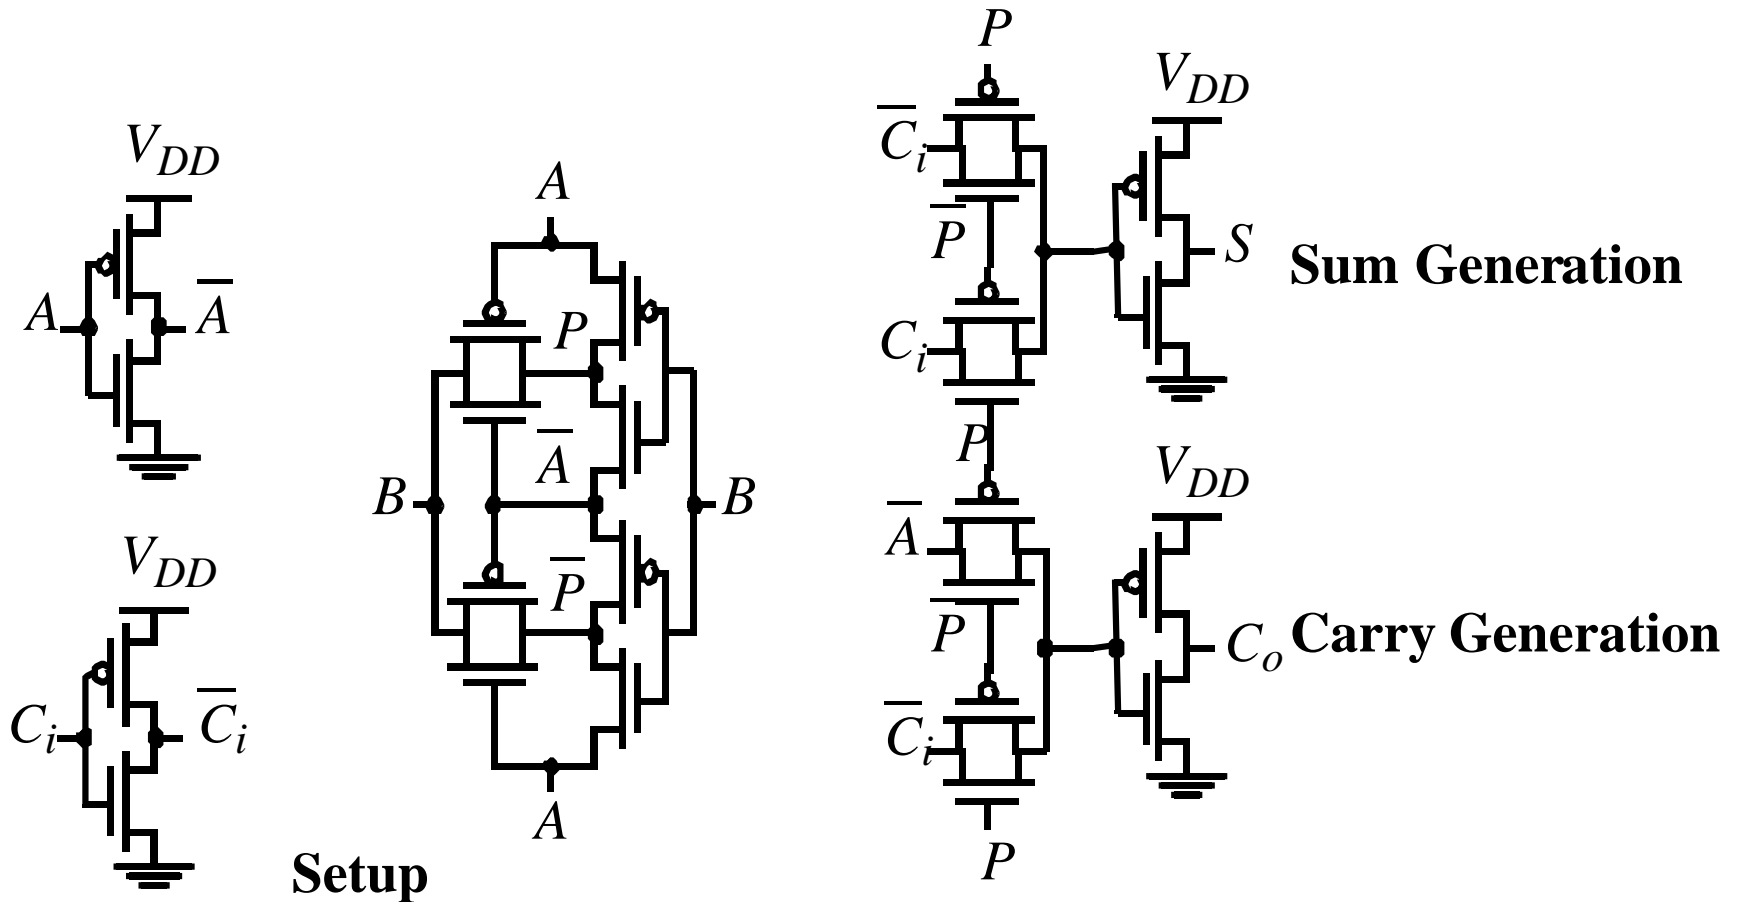 V_DD
A
A̅
V_DD
C_i
C̅_i
Setup
A
P
A̅
B
B
P̅
A
P
V_DD
C̅_i
P̅
S
Sum Generation
C_i
P
V_DD
A̅
P̅
C_o
Carry Generation
C̅_i
P